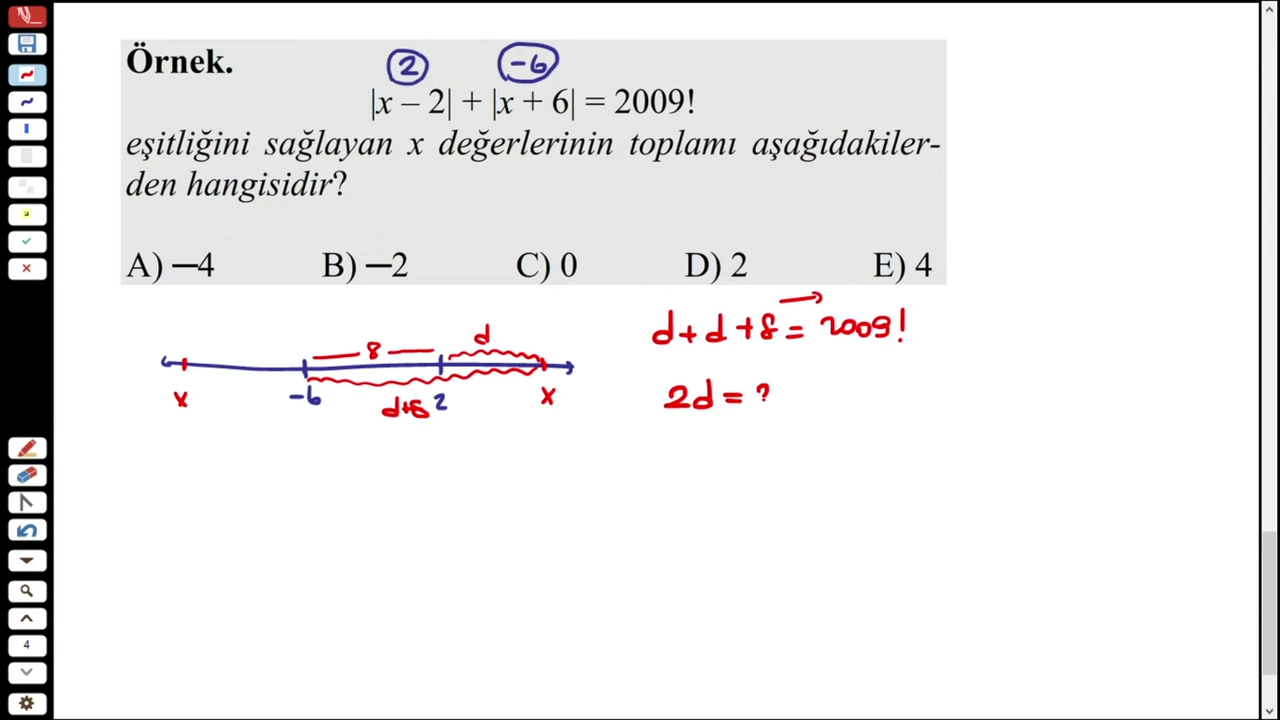 Örnek.
2 -6
|x – 2| + |x + 6| = 2009!
eşitliğini sağlayan x değerlerinin toplamı aşağıdakiler-
den hangisidir?
A) –4 B) –2 C) 0 D) 2 E) 4
d+d+8 = 2009!
8 d
x -6 d+8 2 x
2d = ?
4